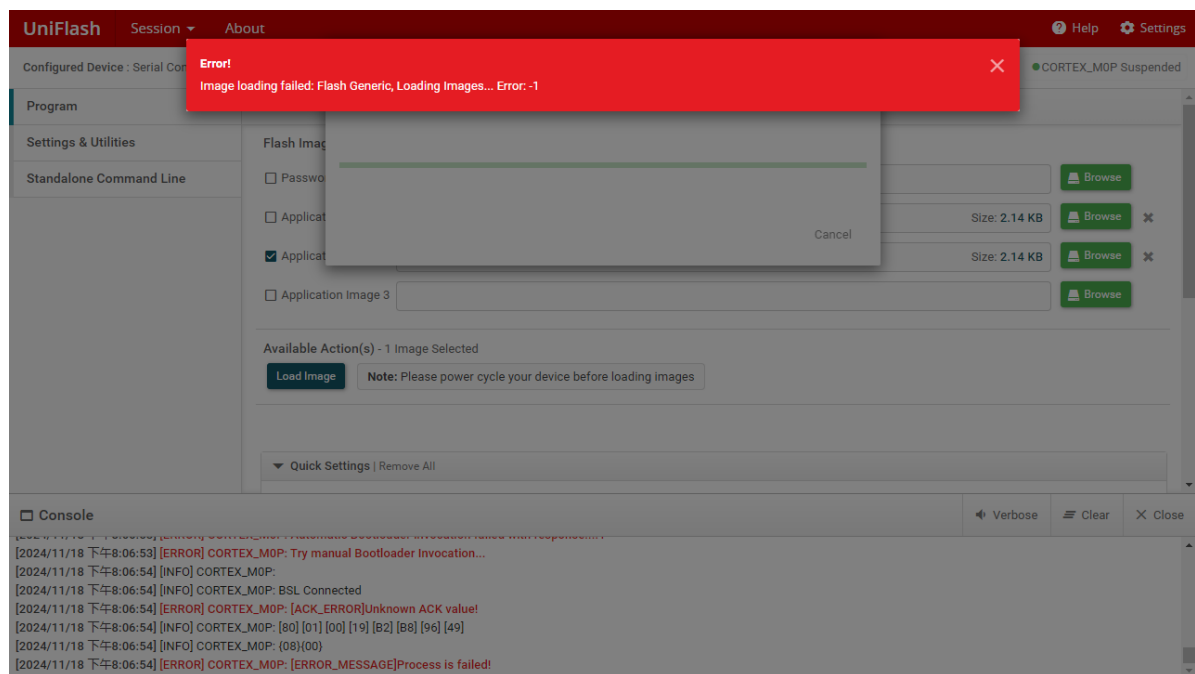 UniFlash Session About Help Settings
Error!
Image loading failed: Flash Generic, Loading Images... Error: -1
Configured Device : Serial Con
CORTEX_M0P Suspended
Program
Settings & Utilities
Standalone Command Line
Flash Imag
Passwo Browse
Applicat Size: 2.14 KB Browse
Cancel
Applicat Size: 2.14 KB Browse
Application Image 3 Browse
Available Action(s) - 1 Image Selected
Load Image Note: Please power cycle your device before loading images
Quick Settings | Remove All
Console Verbose Clear Close
[2024/11/18 下午8:06:53] [ERROR] CORTEX_M0P: Try manual Bootloader Invocation...
[2024/11/18 下午8:06:54] [INFO] CORTEX_M0P:
[2024/11/18 下午8:06:54] [INFO] CORTEX_M0P: BSL Connected
[2024/11/18 下午8:06:54] [ERROR] CORTEX_M0P: [ACK_ERROR]Unknown ACK value!
[2024/11/18 下午8:06:54] [INFO] CORTEX_M0P: [80] [01] [00] [19] [B2] [B8] [96] [49]
[2024/11/18 下午8:06:54] [INFO] CORTEX_M0P: {08}{00}
[2024/11/18 下午8:06:54] [ERROR] CORTEX_M0P: [ERROR_MESSAGE]Process is failed!